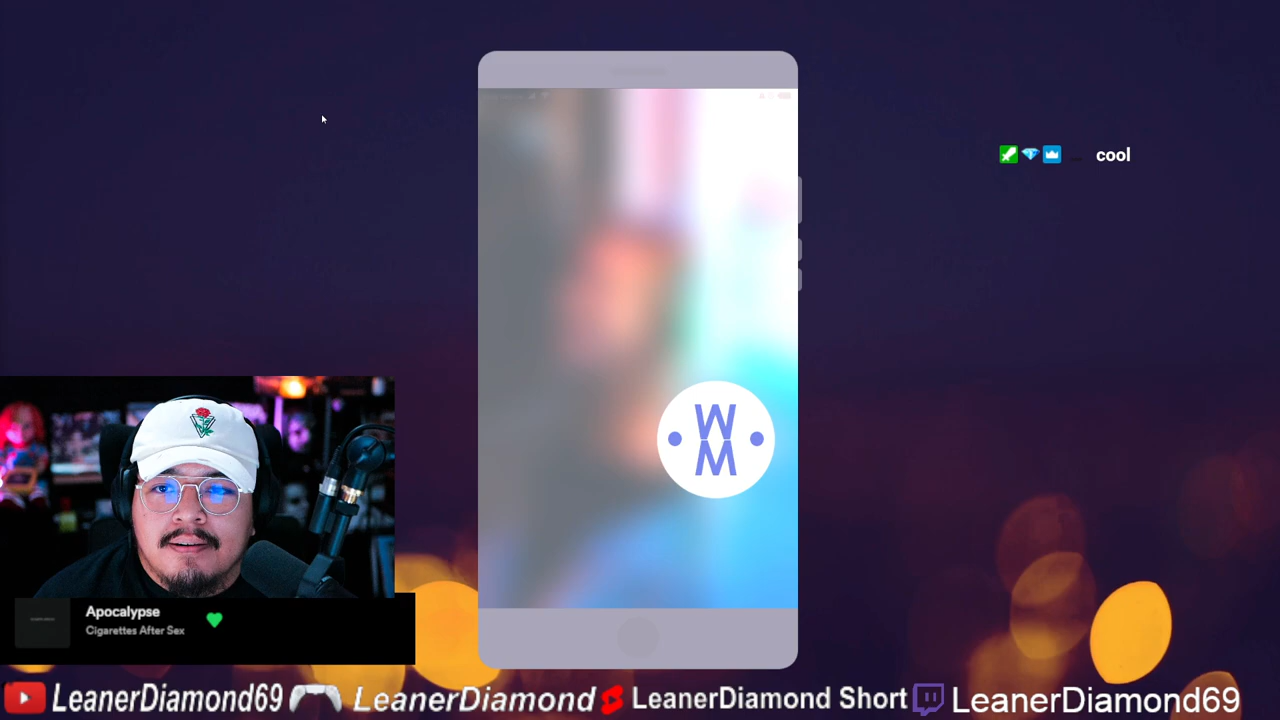 cool
W
M
Apocalypse
Cigarettes After Sex
LeanerDiamond69 LeanerDiamond LeanerDiamond Short LeanerDiamond69